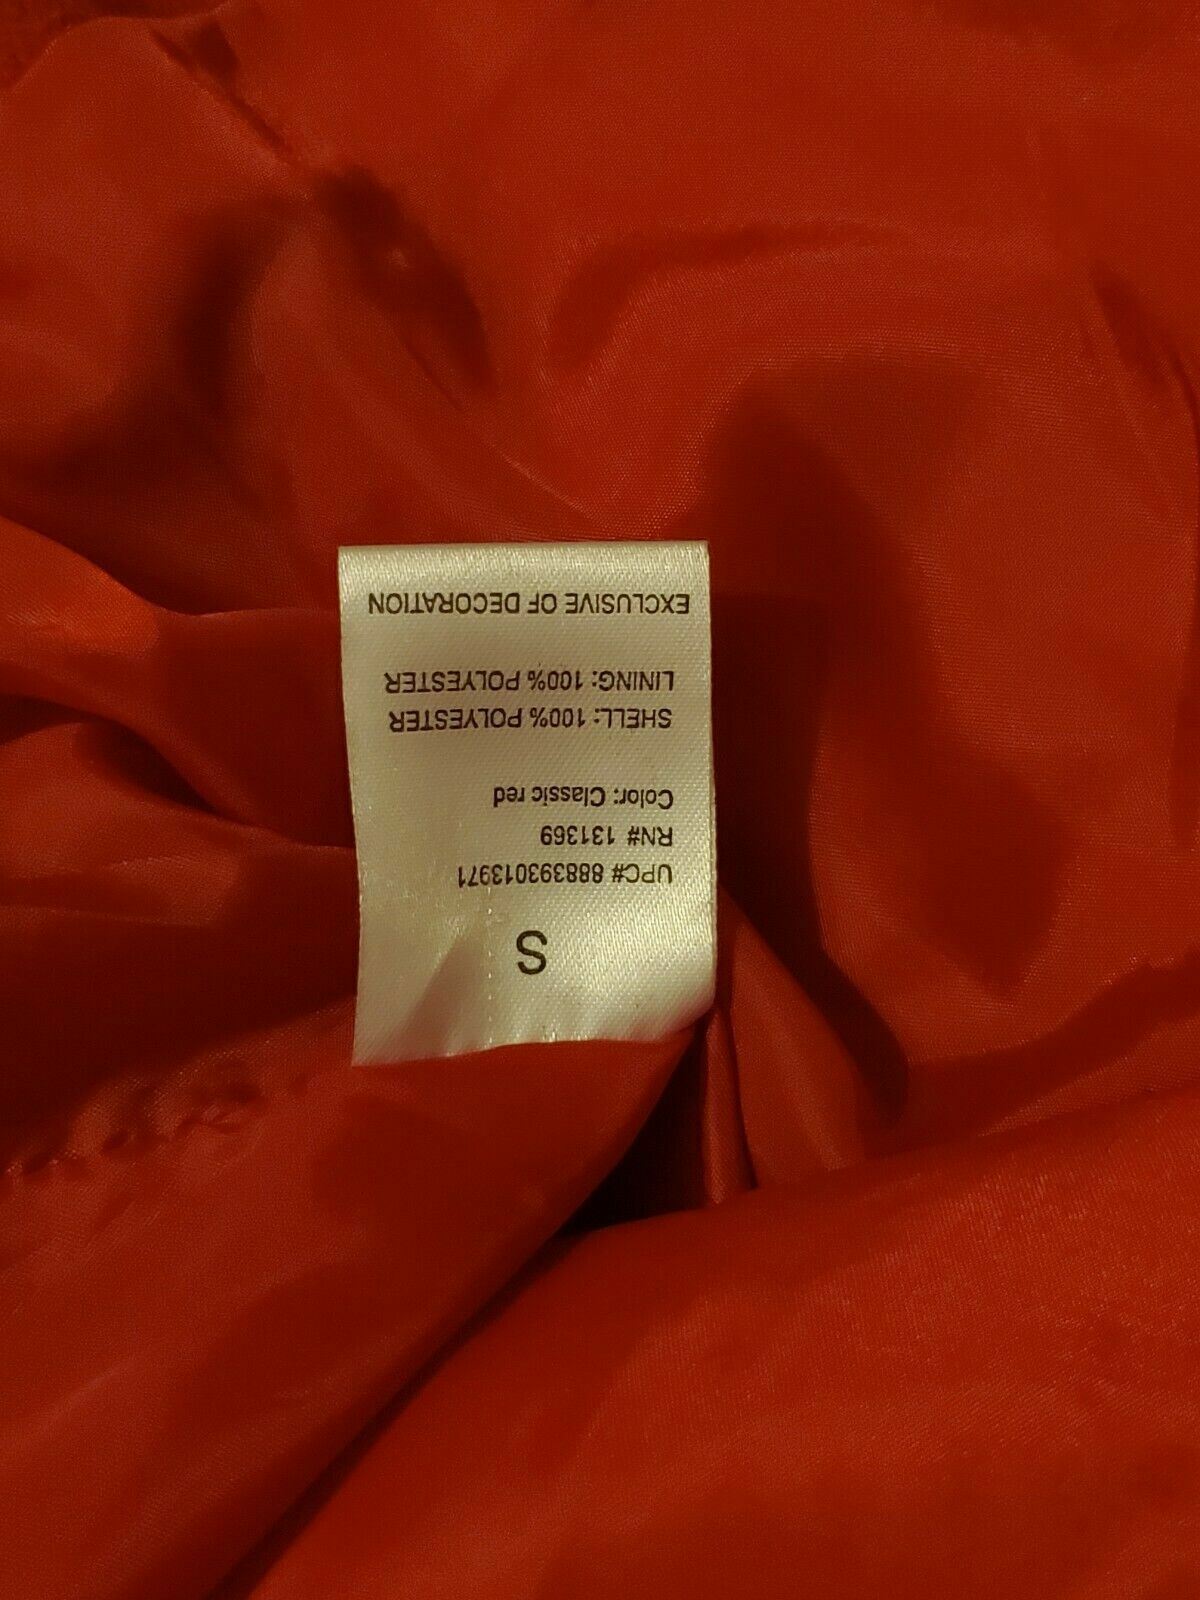 S
UPC# 888393013971
RN# 131369
Color: Classic red
SHELL: 100% POLYESTER
LINING: 100% POLYESTER
EXCLUSIVE OF DECORATION